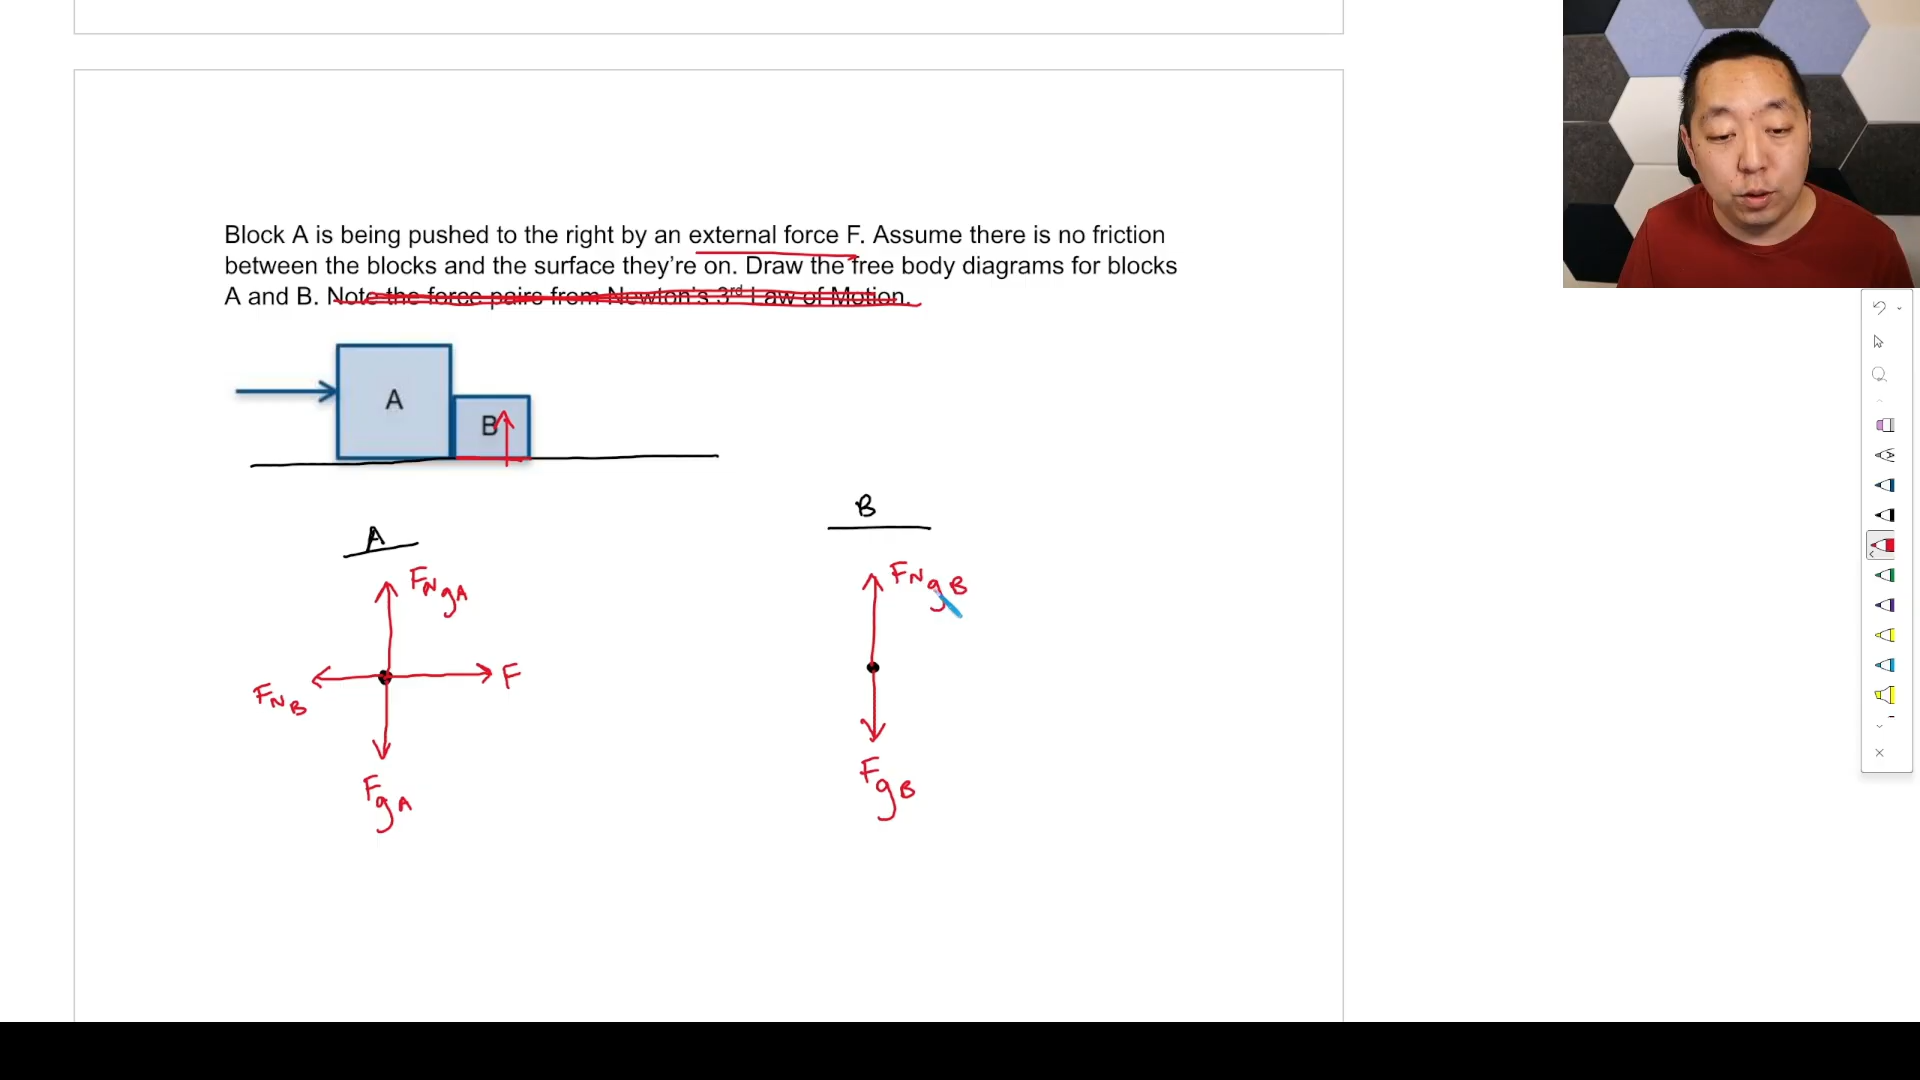 Block A is being pushed to the right by an external force F. Assume there is no friction
between the blocks and the surface they're on. Draw the free body diagrams for blocks
A and B. Note the force pairs from Newton's 3rd Law of Motion.
A
B
B
A
FNgA
FNgB
F
FNB
FgB
FgA